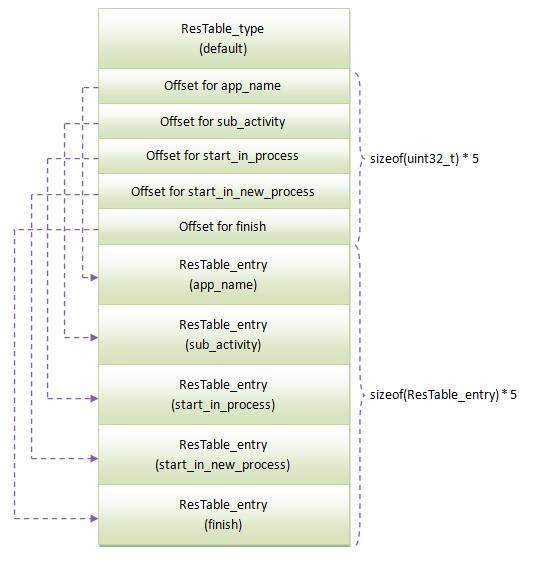 ResTable_type
(default)
Offset for app_name
Offset for sub_activity
Offset for start_in_process
sizeof(uint32_t) * 5
Offset for start_in_new_process
Offset for finish
ResTable_entry
(app_name)
ResTable_entry
(sub_activity)
ResTable_entry
(start_in_process)
sizeof(ResTable_entry) * 5
ResTable_entry
(start_in_new_process)
ResTable_entry
(finish)